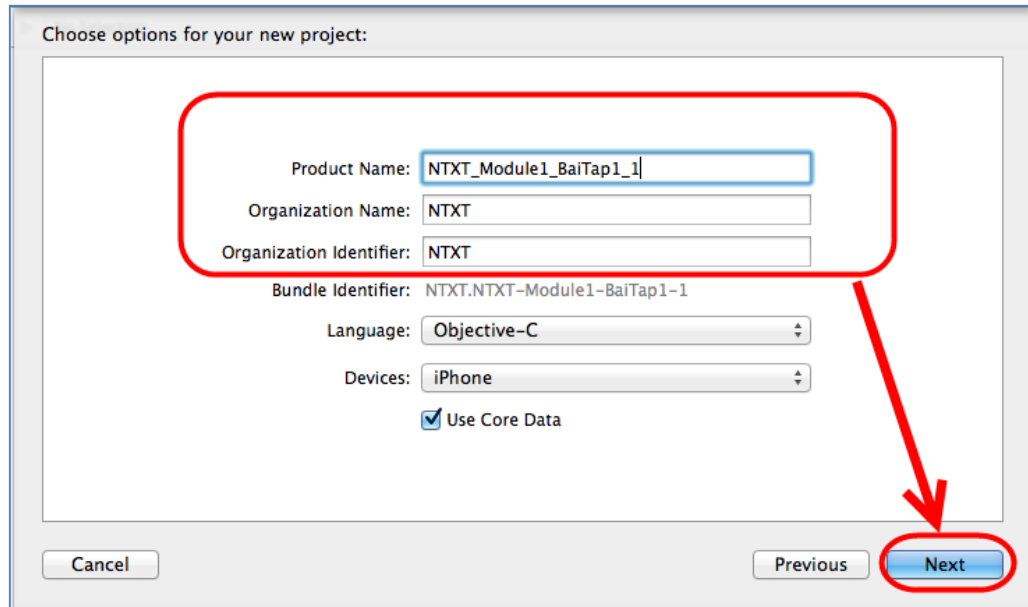 Choose options for your new project:
Product Name: NTXT_Module1_BaiTap1_1
Organization Name: NTXT
Organization Identifier: NTXT
Bundle Identifier: NTXT.NTXT-Module1-BaiTap1-1
Language: Objective-C
Devices: iPhone
Use Core Data
Cancel Previous Next